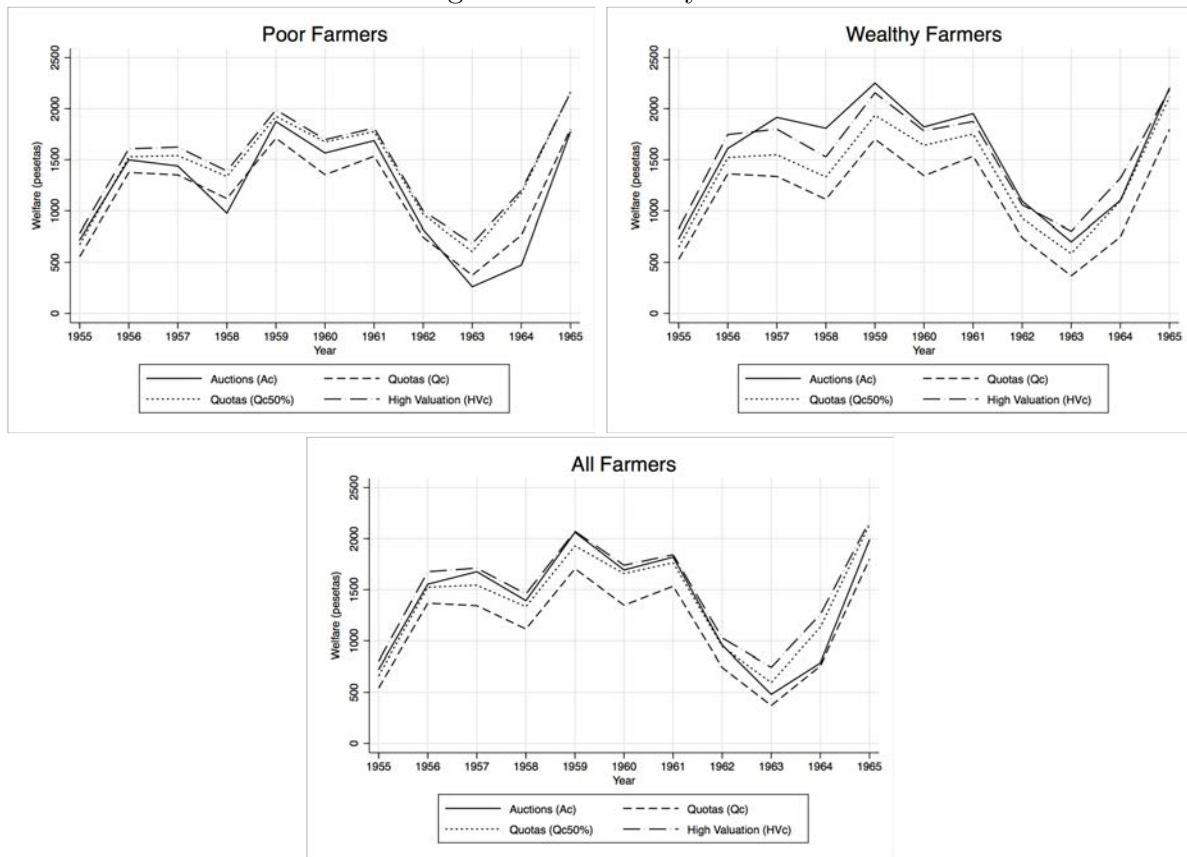 Poor Farmers
Welfare (pesetas)
2500
2000
1500
1000
500
0
1955 1956 1957 1958 1959 1960 1961 1962 1963 1964 1965
Year
Auctions (Ac) Quotas (Qc)
Quotas (Qc50%) High Valuation (HVc)
Wealthy Farmers
Welfare (pesetas)
2500
2000
1500
1000
500
0
1955 1956 1957 1958 1959 1960 1961 1962 1963 1964 1965
Year
Auctions (Ac) Quotas (Qc)
Quotas (Qc50%) High Valuation (HVc)
All Farmers
Welfare (pesetas)
2500
2000
1500
1000
500
0
1955 1956 1957 1958 1959 1960 1961 1962 1963 1964 1965
Year
Auctions (Ac) Quotas (Qc)
Quotas (Qc50%) High Valuation (HVc)